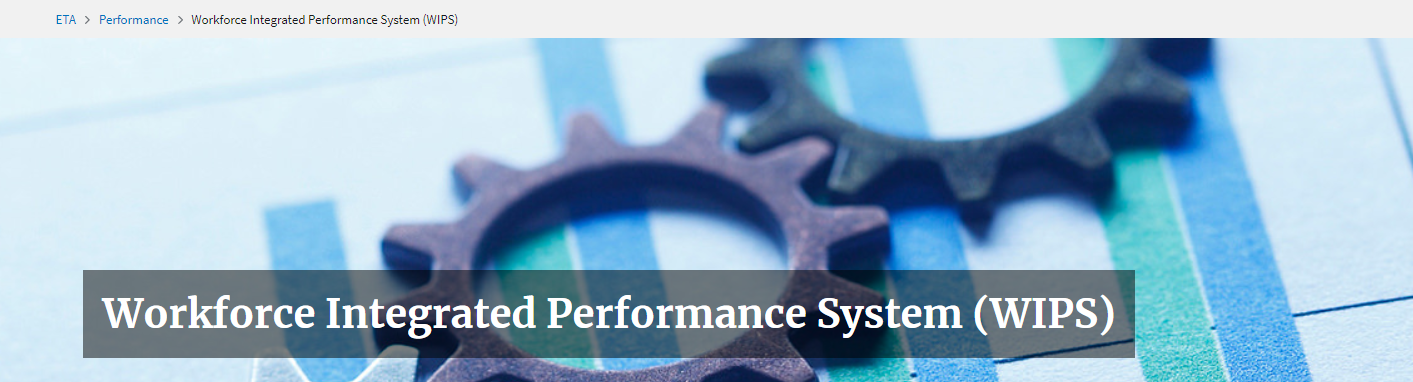 ETA > Performance > Workforce Integrated Performance System (WIPS)
Workforce Integrated Performance System (WIPS)